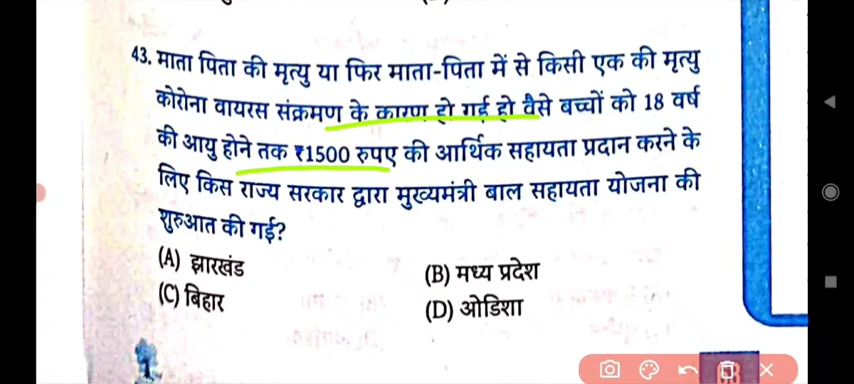 43. माता पिता की मृत्यु या फिर माता-पिता में से किसी एक की मृत्यु
कोरोना वायरस संक्रमण के कारण हो गई हो वैसे बच्चों को 18 वर्ष
की आयु होने तक ₹1500 रुपए की आर्थिक सहायता प्रदान करने के
लिए किस राज्य सरकार द्वारा मुख्यमंत्री बाल सहायता योजना की
शुरुआत की गई?
(A) झारखंड
(B) मध्य प्रदेश
(C) बिहार
(D) ओडिशा